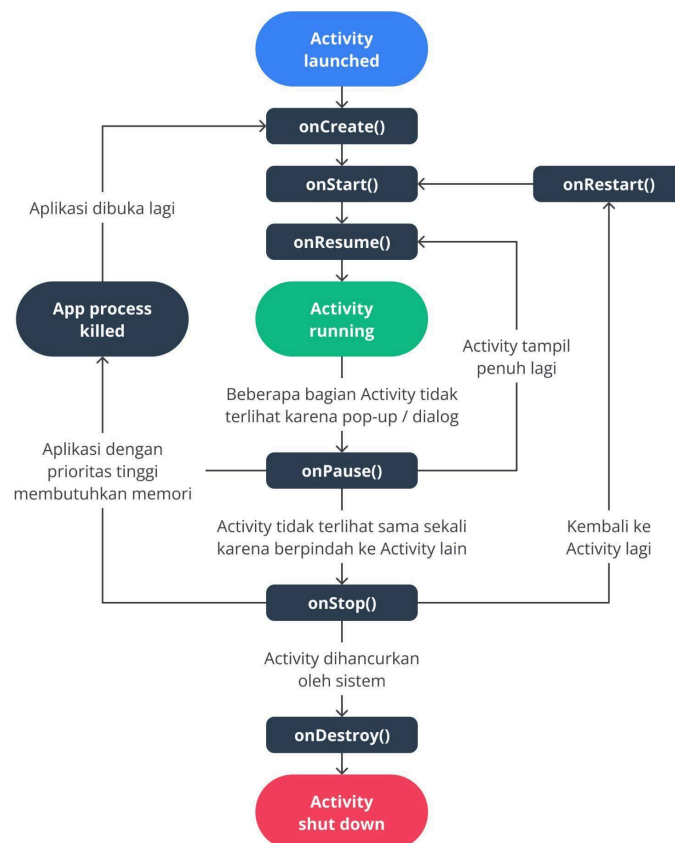 Activity
launched
onCreate()
onStart()
onRestart()
Aplikasi dibuka lagi
onResume()
App process
killed
Activity
running
Activity tampil
penuh lagi
Beberapa bagian Activity tidak
terlihat karena pop-up / dialog
Aplikasi dengan
prioritas tinggi
membutuhkan memori
onPause()
Activity tidak terlihat sama sekali
karena berpindah ke Activity lain
Kembali ke
Activity lagi
onStop()
Activity dihancurkan
oleh sistem
onDestroy()
Activity
shut down